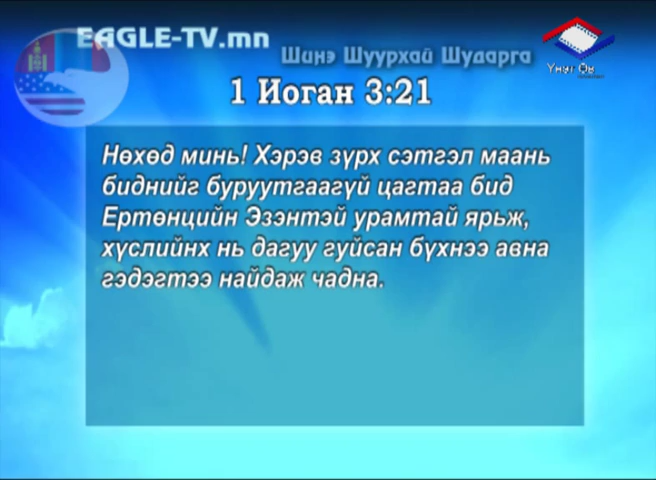 EAGLE-TV.mn
Шинэ Шуурхай Шударга
1 Иоган 3:21
Нөхөд минь! Хэрэв зүрх сэтгэл маань
биднийг буруутгаагүй цагтаа бид
Ертөнцийн Эзэнтэй урамтай ярьж,
хүслийнх нь дагуу гуйсан бүхнээ авна
гэдэгтээ найдаж чадна.